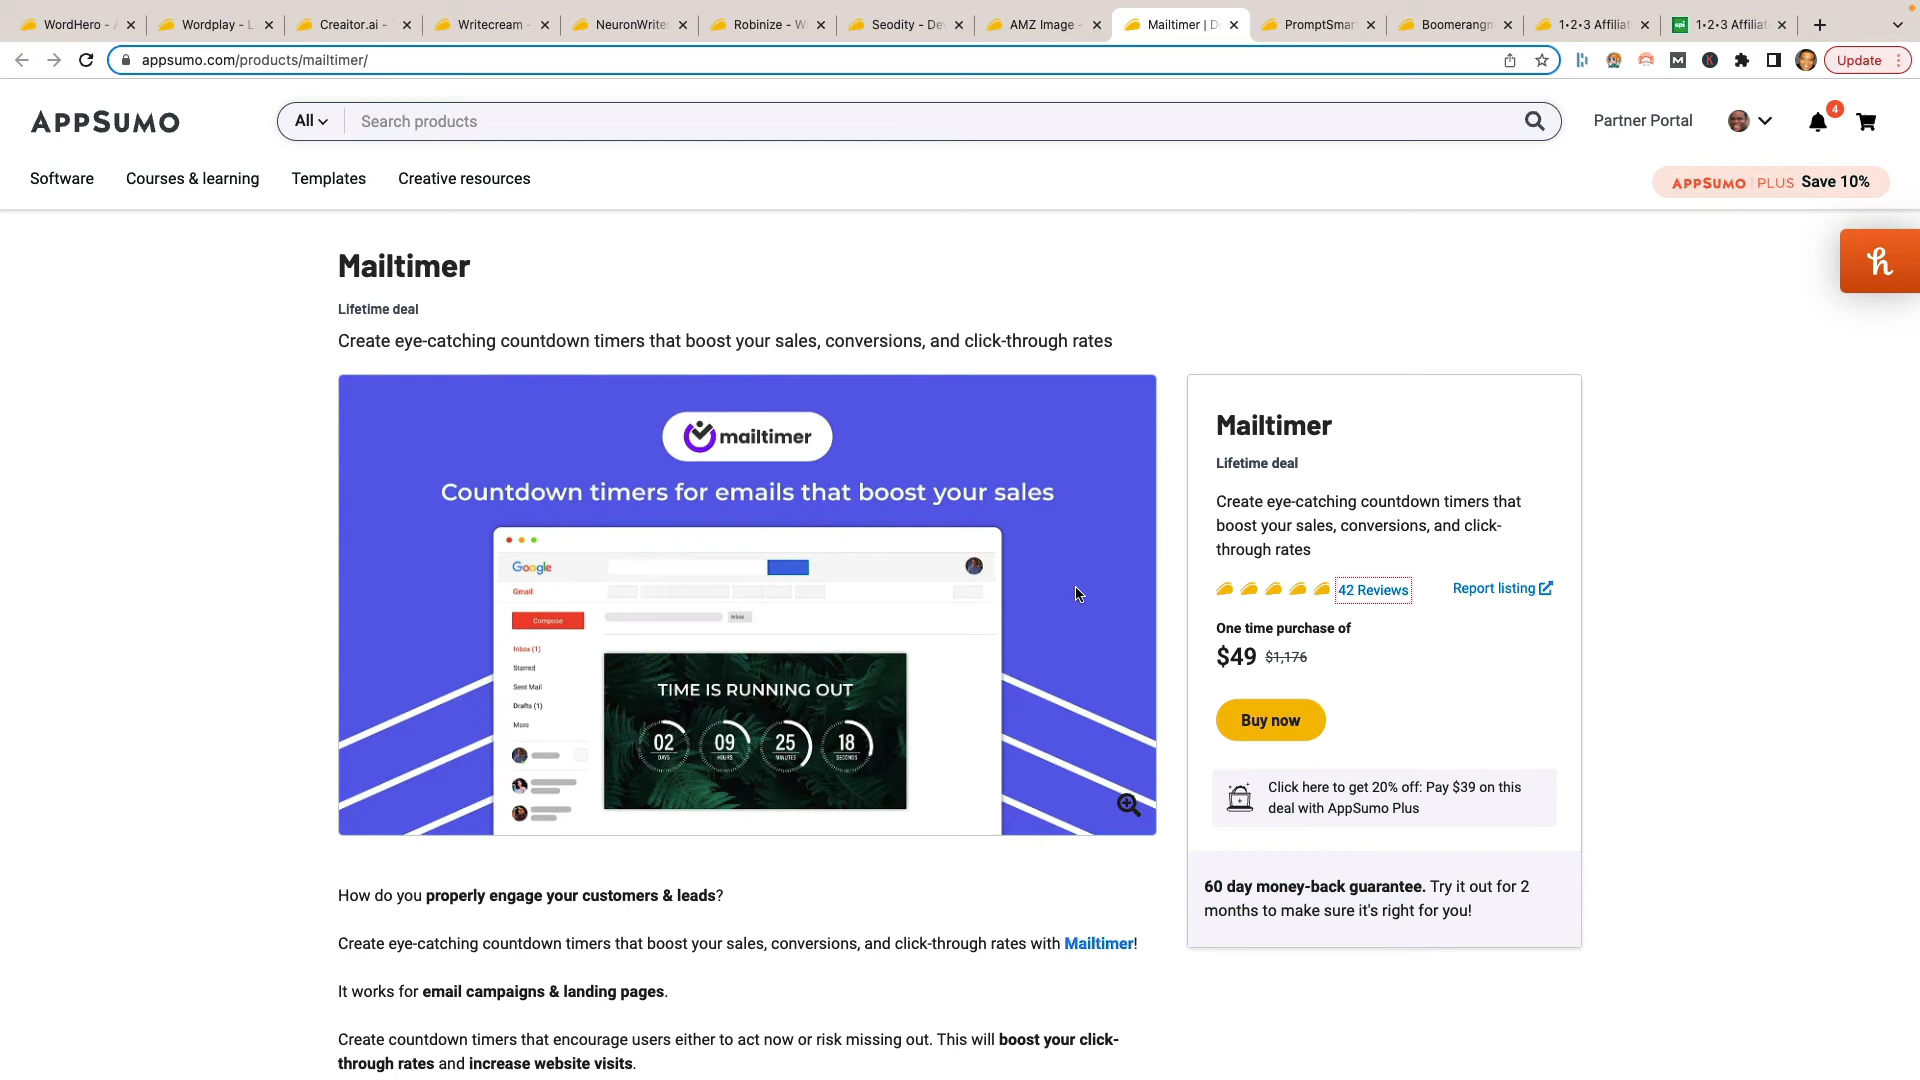 WordHero - A
Wordplay - L
Creaitor.ai - 
Writecream -
NeuronWrite
Robinize - W
Seodity - De
AMZ Image -
Mailtimer | D
PromptSmar
Boomerangm
1•2•3 Affiliat
1•2•3 Affiliat
appsumo.com/products/mailtimer/
Update
APPSUMO
All
Search products
Partner Portal
4
Software
Courses & learning
Templates
Creative resources
APPSUMO | PLUS Save 10%
Mailtimer
Lifetime deal
Create eye-catching countdown timers that boost your sales, conversions, and click-through rates
mailtimer
Countdown timers for emails that boost your sales
Google
Gmail
Compose
Inbox
Inbox (1)
Starred
Sent Mail
Drafts (1)
More
TIME IS RUNNING OUT
02 09 25 18
DAYS HOURS MINUTES SECONDS
Mailtimer
Lifetime deal
Create eye-catching countdown timers that
boost your sales, conversions, and click-
through rates
42 Reviews
Report listing
One time purchase of
$49 $1,176
Buy now
Click here to get 20% off: Pay $39 on this
deal with AppSumo Plus
60 day money-back guarantee. Try it out for 2
months to make sure it's right for you!
How do you properly engage your customers & leads?
Create eye-catching countdown timers that boost your sales, conversions, and click-through rates with Mailtimer!
It works for email campaigns & landing pages.
Create countdown timers that encourage users either to act now or risk missing out. This will boost your click-
through rates and increase website visits.